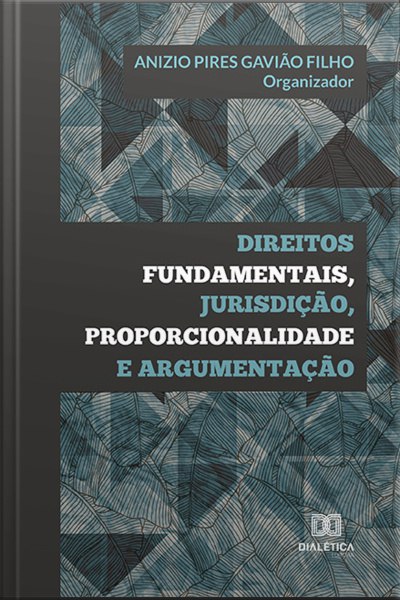 ANIZIO PIRES GAVIÃO FILHO
Organizador
DIREITOS
FUNDAMENTAIS,
JURISDIÇÃO,
PROPORCIONALIDADE
E ARGUMENTAÇÃO
DIALÉTICA